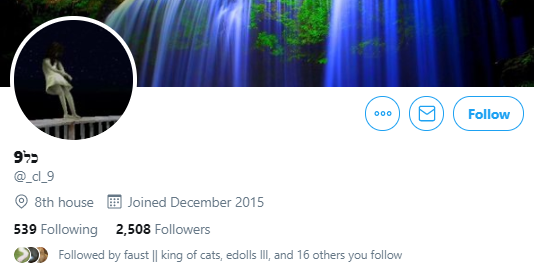 כל9
@_cl_9
8th house Joined December 2015
539 Following 2,508 Followers
Followed by faust || king of cats, edolls lll, and 16 others you follow
Follow